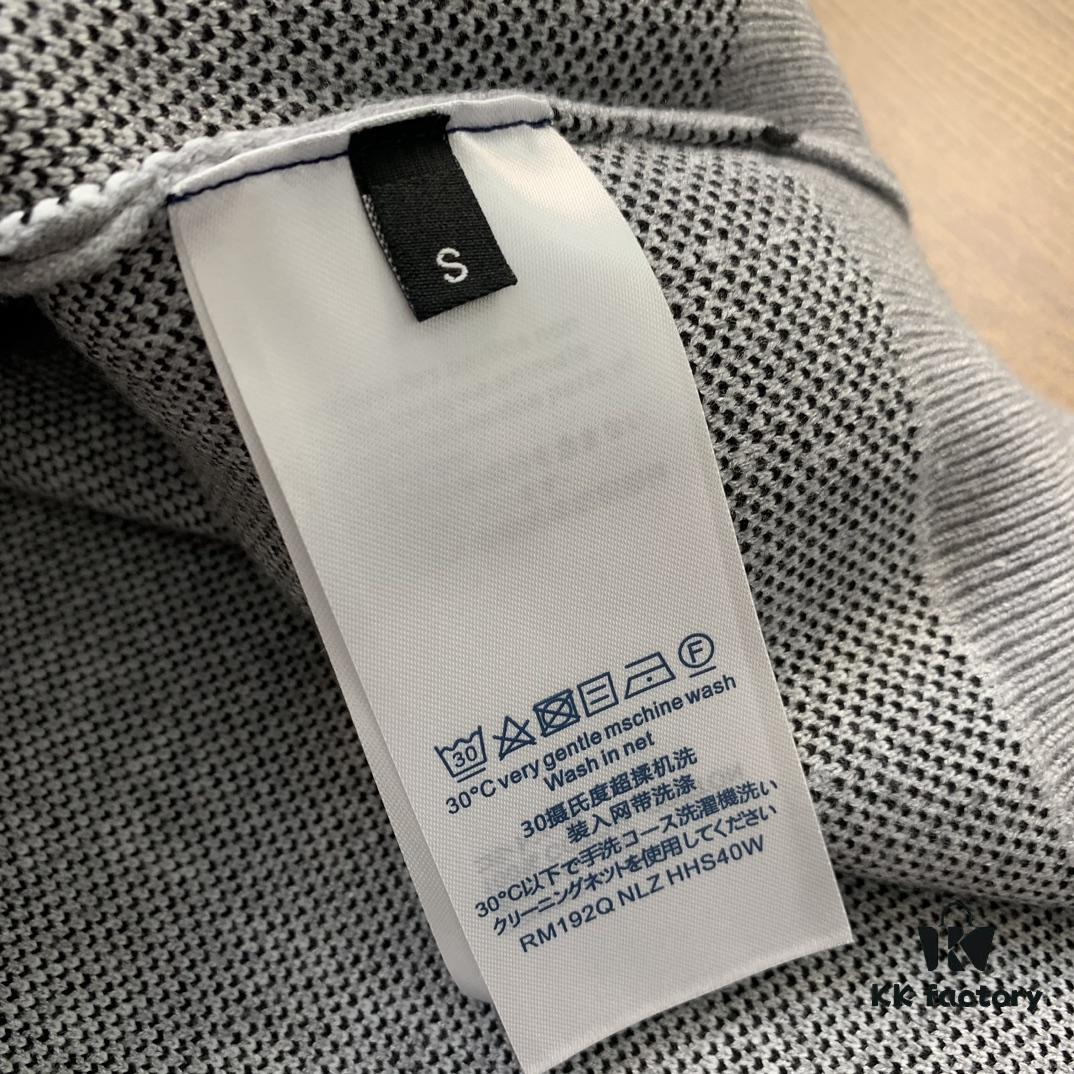 S
30
F
30°C very gentle mschine wash
Wash in net
30摄氏度超揉机洗
装入网带洗涤
30°C以下で手洗コース洗濯機洗い
クリーニングネットを使用してください
RM192Q NLZ HHS40W
KK factory